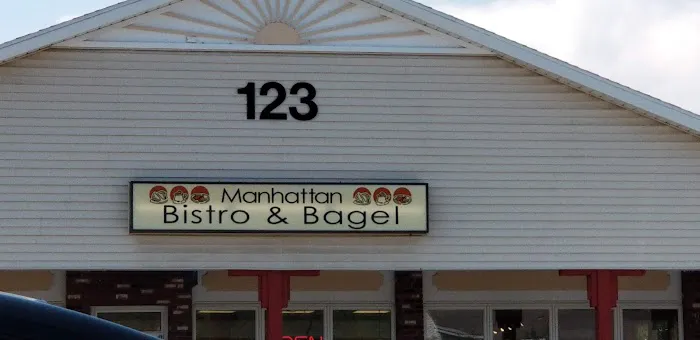 123
Manhattan
Bistro & Bagel